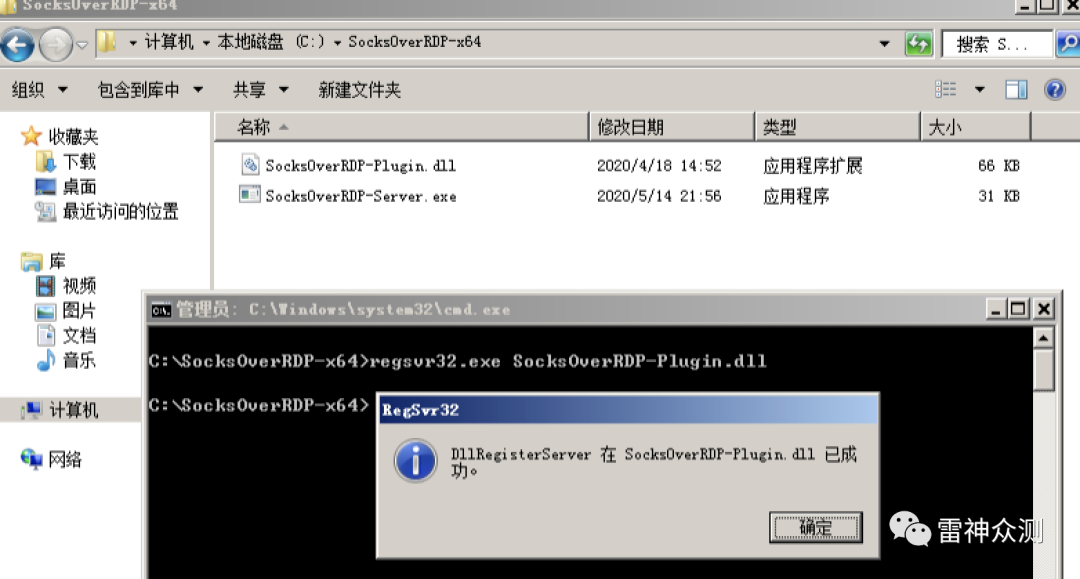 SocksOverRDP-x64
计算机 本地磁盘 (C:) SocksOverRDP-x64 搜索 S...
组织 包含到库中 共享 新建文件夹
名称 修改日期 类型 大小
收藏夹
下载
桌面
最近访问的位置
库
视频
图片
文档
音乐
计算机
网络
SocksOverRDP-Plugin.dll 2020/4/18 14:52 应用程序扩展 66 KB
SocksOverRDP-Server.exe 2020/5/14 21:56 应用程序 31 KB
管理员: C:\Windows\system32\cmd.exe
C:\SocksOverRDP-x64>regsvr32.exe SocksOverRDP-Plugin.dll
C:\SocksOverRDP-x64>
RegSvr32
DllRegisterServer 在 SocksOverRDP-Plugin.dll 已成
功。
确定
雷神众测